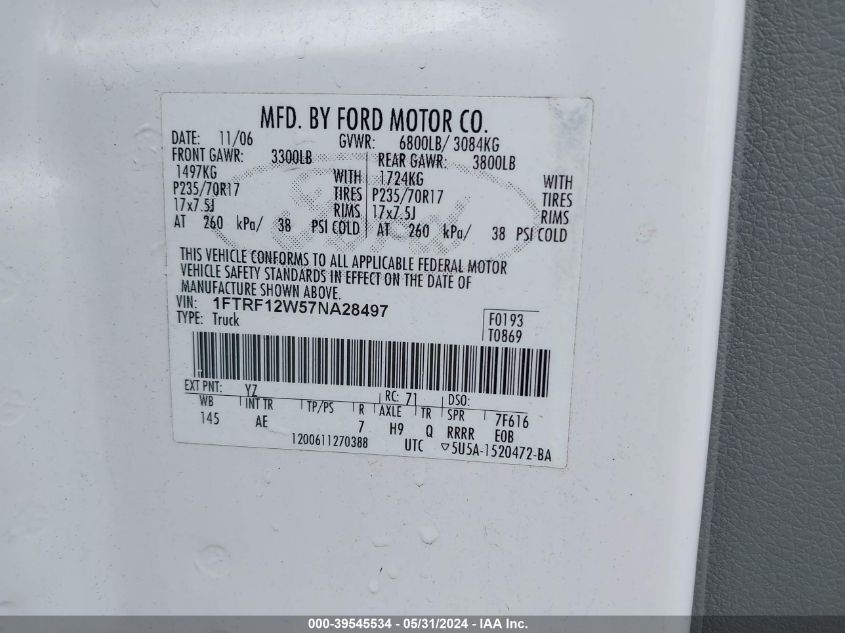 MFD. BY FORD MOTOR CO.
DATE: 11/06 GVWR: 6800LB/ 3084KG
FRONT GAWR: 3300LB REAR GAWR: 3800LB
1497KG WITH 1724KG WITH
P235/70R17 TIRES P235/70R17 TIRES
17x7.5J RIMS 17x7.5J RIMS
AT 260 kPa/ 38 PSI COLD AT 260 kPa/ 38 PSI COLD
Ford
THIS VEHICLE CONFORMS TO ALL APPLICABLE FEDERAL MOTOR
VEHICLE SAFETY STANDARDS IN EFFECT ON THE DATE OF
MANUFACTURE SHOWN ABOVE.
VIN: 1FTRF12W57NA28497
TYPE: Truck
F0193
T0869
EXT PNT: YZ RC: 71 DSO:
WB INT TR TP/PS R AXLE TR SPR 7F616
145 AE 7 H9 Q RRRR EOB
1200611270388 UTC ▽5U5A-1520472-BA
000-39545534 - 05/31/2024 - IAA Inc.